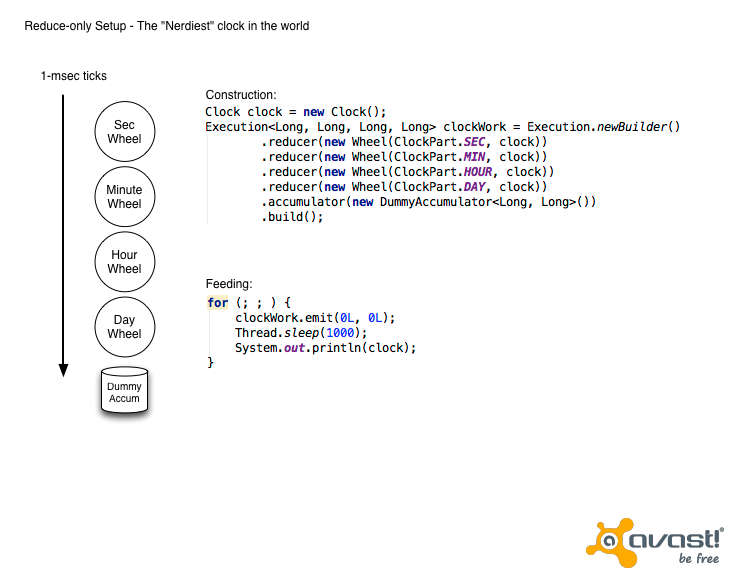 Reduce-only Setup - The "Nerdiest" clock in the world
1-msec ticks
Sec
Wheel
Minute
Wheel
Hour
Wheel
Day
Wheel
Dummy
Accum
Construction:
Clock clock = new Clock();
Execution<Long, Long, Long, Long> clockWork = Execution.newBuilder()
.reducer(new Wheel(ClockPart.SEC, clock))
.reducer(new Wheel(ClockPart.MIN, clock))
.reducer(new Wheel(ClockPart.HOUR, clock))
.reducer(new Wheel(ClockPart.DAY, clock))
.accumulator(new DummyAccumulator<Long, Long>())
.build();
Feeding:
for (; ; ) {
clockWork.emit(0L, 0L);
Thread.sleep(1000);
System.out.println(clock);
}
avast!®
be free